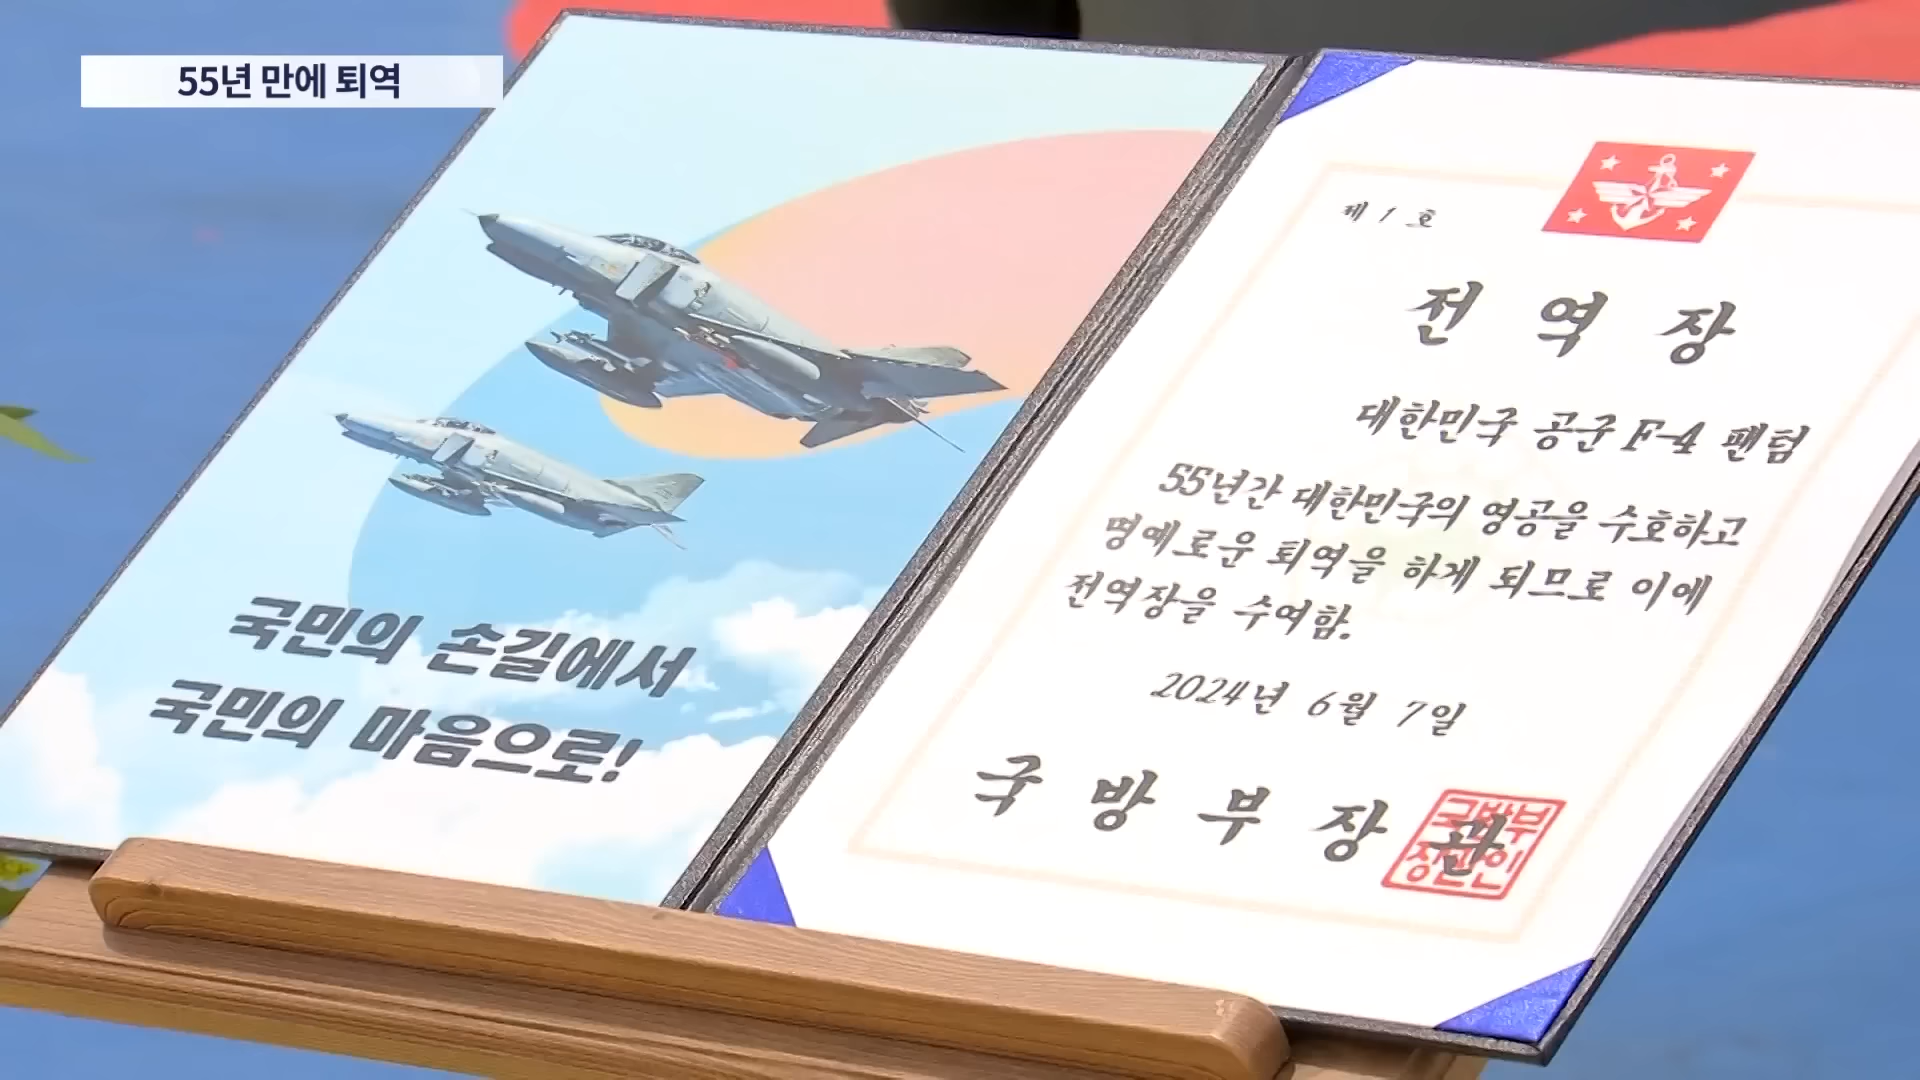 55년 만에 퇴역
국민의 손길에서
국민의 마음으로!
제 1 호
전 역 장
대한민국 공군 F-4 팬텀
55년간 대한민국의 영공을 수호하고
명예로운 퇴역을 하게 되므로 이에
전역장을 수여함.
2024년 6월 7일
국 방 부 장 관
국방부
장관인